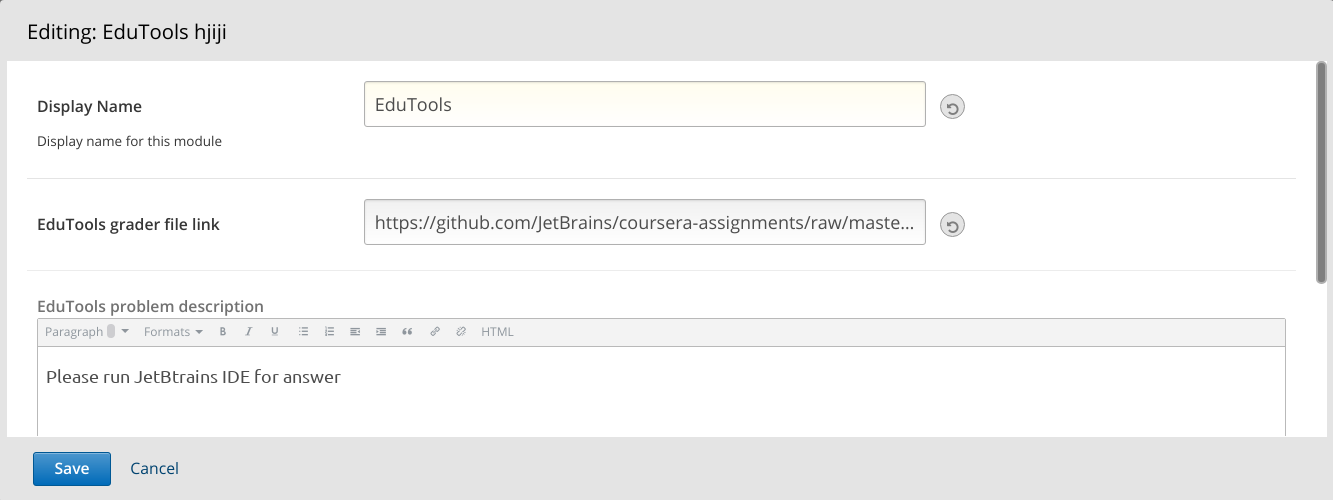 Editing: EduTools hjiji
Display Name
EduTools
Display name for this module
EduTools grader file link
https://github.com/JetBrains/coursera-assignments/raw/maste...
EduTools problem description
Paragraph Formats B I U HTML
Please run JetBtrains IDE for answer
Save Cancel